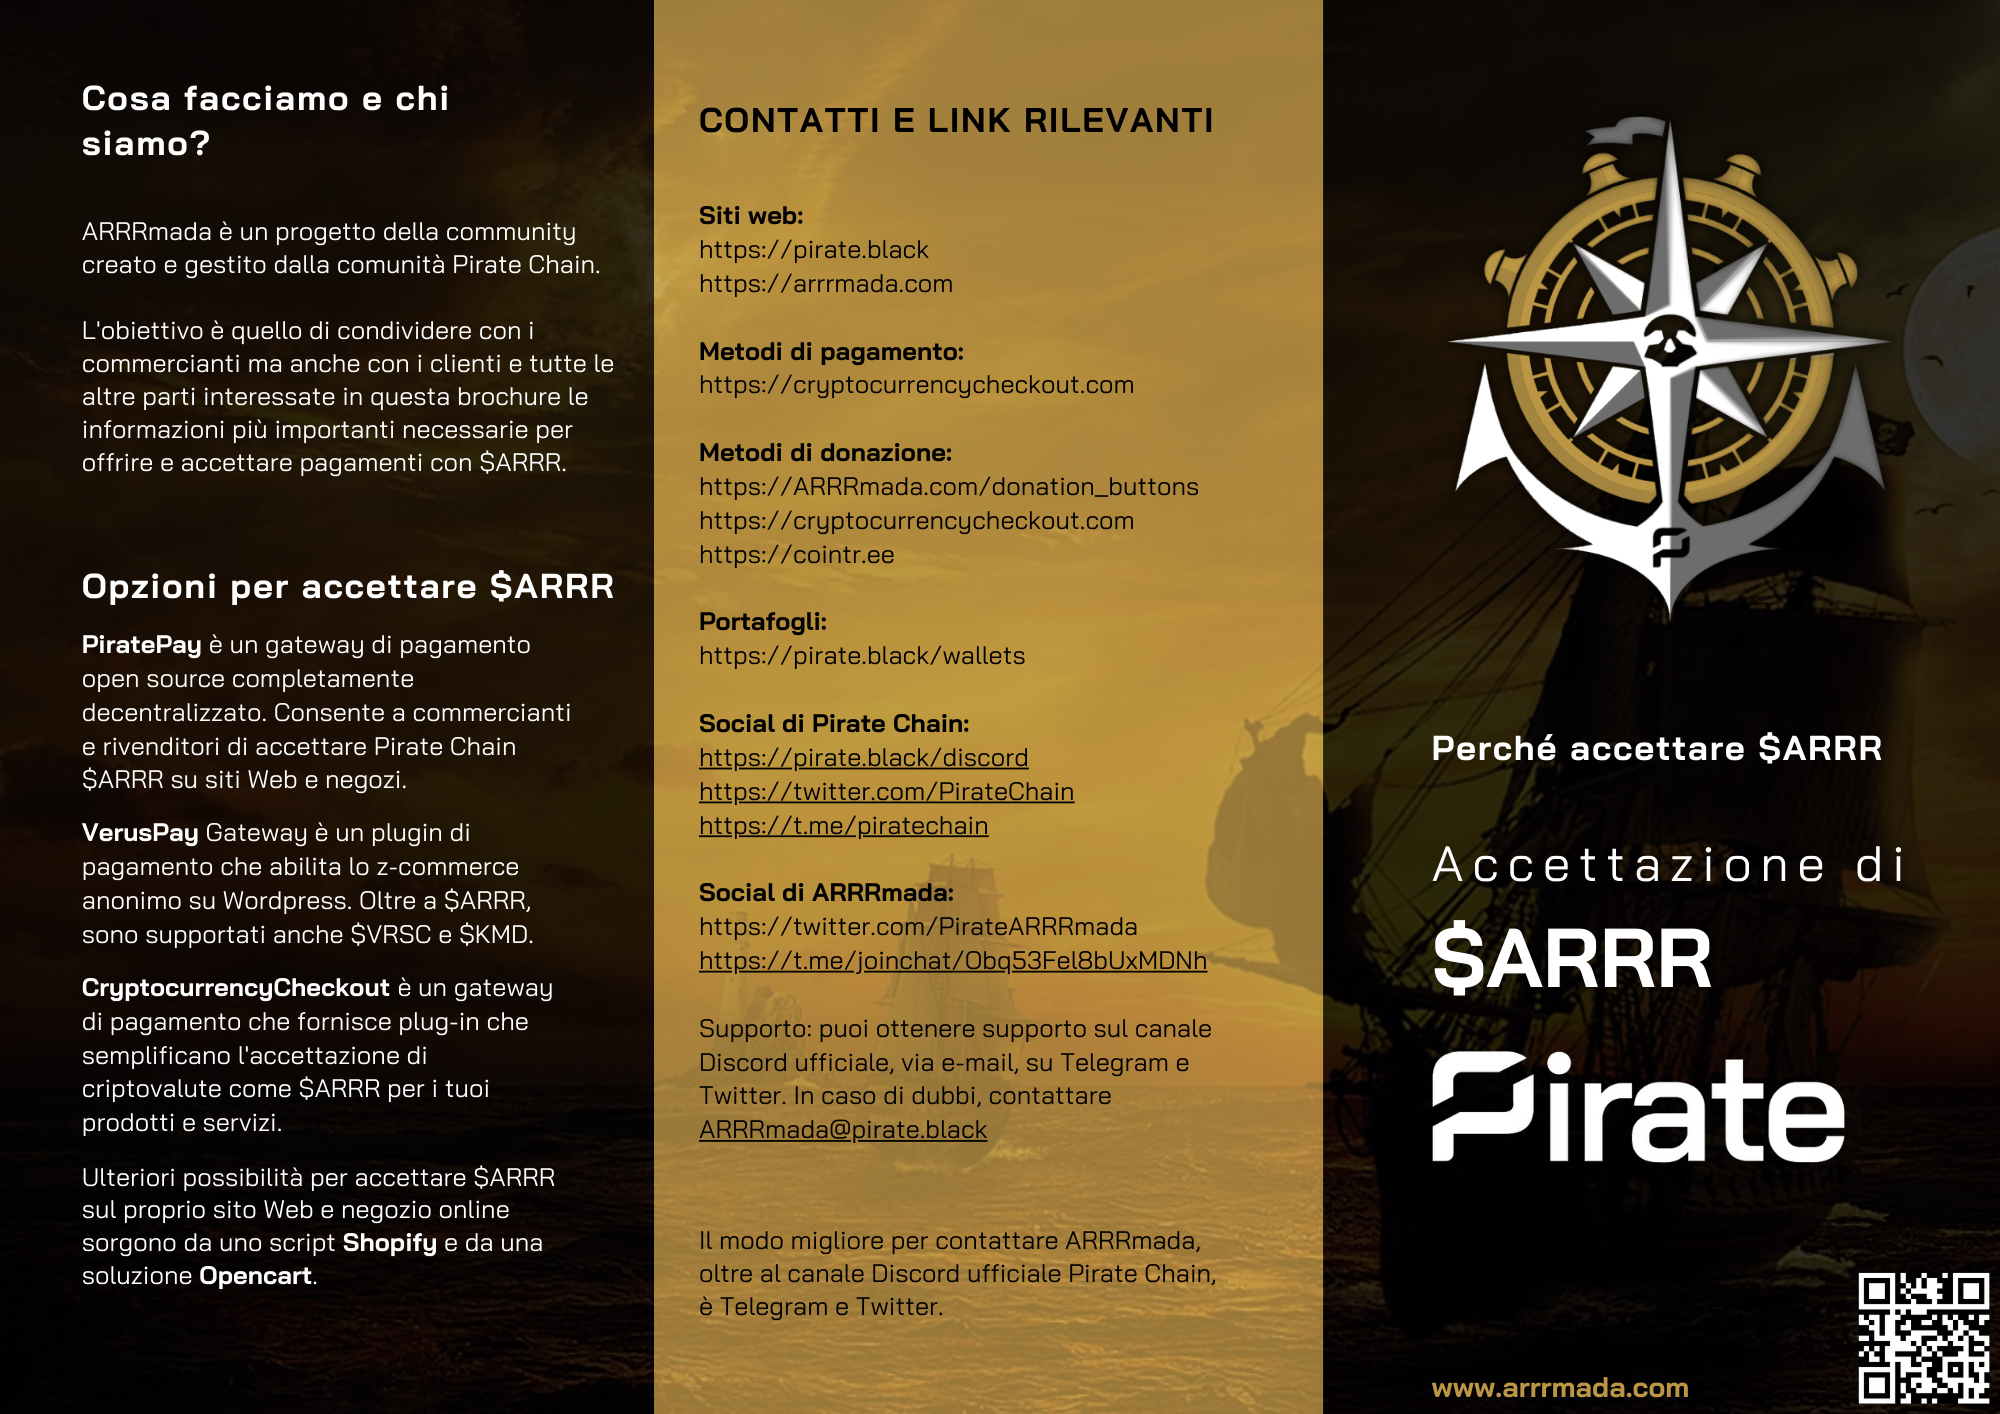 Cosa facciamo e chi
siamo?
ARRRmada è un progetto della community
creato e gestito dalla comunità Pirate Chain.
L'obiettivo è quello di condividere con i
commercianti ma anche con i clienti e tutte le
altre parti interessate in questa brochure le
informazioni più importanti necessarie per
offrire e accettare pagamenti con $ARRR.
Opzioni per accettare $ARRR
PiratePay è un gateway di pagamento
open source completamente
decentralizzato. Consente a commercianti
e rivenditori di accettare Pirate Chain
$ARRR su siti Web e negozi.
VerusPay Gateway è un plugin di
pagamento che abilita lo z-commerce
anonimo su Wordpress. Oltre a $ARRR,
sono supportati anche $VRSC e $KMD.
CryptocurrencyCheckout è un gateway
di pagamento che fornisce plug-in che
semplificano l'accettazione di
criptovalute come $ARRR per i tuoi
prodotti e servizi.
Ulteriori possibilità per accettare $ARRR
sul proprio sito Web e negozio online
sorgono da uno script Shopify e da una
soluzione Opencart.
CONTATTI E LINK RILEVANTI
Siti web:
https://pirate.black
https://arrrmada.com
Metodi di pagamento:
https://cryptocurrencycheckout.com
Metodi di donazione:
https://ARRRmada.com/donation_buttons
https://cryptocurrencycheckout.com
https://cointr.ee
Portafogli:
https://pirate.black/wallets
Social di Pirate Chain:
https://pirate.black/discord
https://twitter.com/PirateChain
https://t.me/piratechain
Social di ARRRmada:
https://twitter.com/PirateARRRmada
https://t.me/joinchat/Obq53Fel8bUxMDNh
Supporto: puoi ottenere supporto sul canale
Discord ufficiale, via e-mail, su Telegram e
Twitter. In caso di dubbi, contattare
ARRRmada@pirate.black
Il modo migliore per contattare ARRRmada,
oltre al canale Discord ufficiale Pirate Chain,
è Telegram e Twitter.
Perché accettare $ARRR
Accettazione di
$ARRR
Pirate
www.arrrmada.com